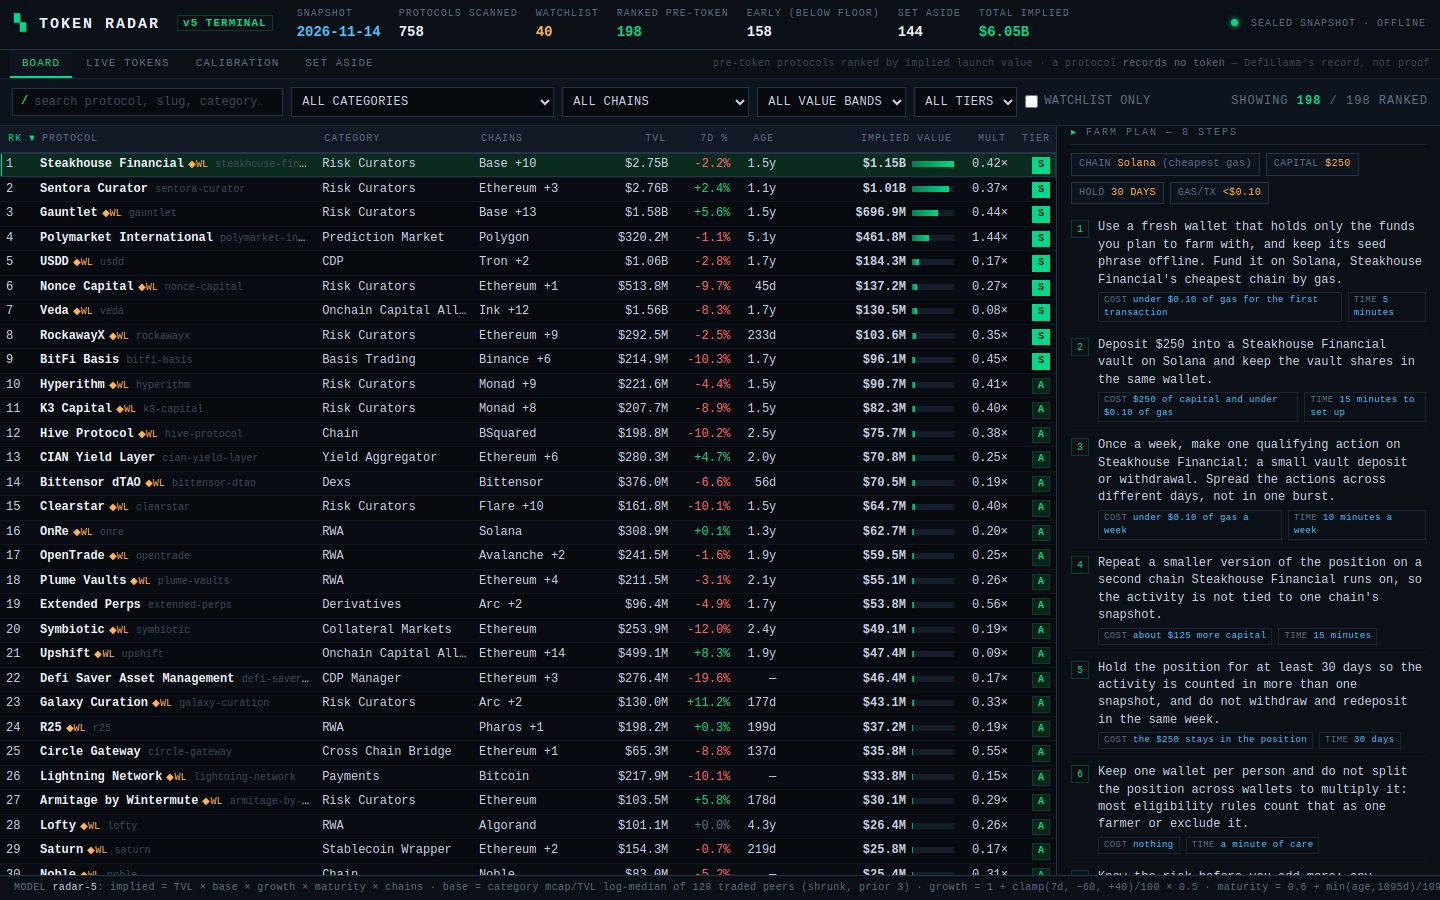 TOKEN RADAR v5 TERMINAL
SNAPSHOT 2026-11-14
PROTOCOLS SCANNED 758
WATCHLIST 40
RANKED PRE-TOKEN 198
EARLY (BELOW FLOOR) 158
SET ASIDE 144
TOTAL IMPLIED $6.05B
SEALED SNAPSHOT · OFFLINE
BOARD LIVE TOKENS CALIBRATION SET ASIDE
pre-token protocols ranked by implied launch value · a protocol records no token — DefiLlama's record, not proof
/ search protocol, slug, category…
ALL CATEGORIES ALL CHAINS ALL VALUE BANDS ALL TIERS WATCHLIST ONLY
SHOWING 198 / 198 RANKED
RK ▼ PROTOCOL CATEGORY CHAINS TVL 7D % AGE IMPLIED VALUE MULT TIER
1 Steakhouse Financial ◆WL steakhouse-fin… Risk Curators Base +10 $2.75B -2.2% 1.5y $1.15B 0.42× S
2 Sentora Curator sentora-curator Risk Curators Ethereum +3 $2.76B +2.4% 1.1y $1.01B 0.37× S
3 Gauntlet ◆WL gauntlet Risk Curators Base +13 $1.58B +5.6% 1.5y $696.9M 0.44× S
4 Polymarket International polymarket-in… Prediction Market Polygon $320.2M -1.1% 5.1y $461.8M 1.44× S
5 USDD ◆WL usdd CDP Tron +2 $1.06B -2.8% 1.7y $184.3M 0.17× S
6 Nonce Capital ◆WL nonce-capital Risk Curators Ethereum +1 $513.8M -9.7% 45d $137.2M 0.27× S
7 Veda ◆WL veda Onchain Capital All… Ink +12 $1.56B -8.3% 1.7y $130.5M 0.08× S
8 RockawayX ◆WL rockawayx Risk Curators Ethereum +9 $292.5M -2.5% 233d $103.6M 0.35× S
9 BitFi Basis bitfi-basis Basis Trading Binance +6 $214.9M -10.3% 1.7y $96.1M 0.45× S
10 Hyperithm ◆WL hyperithm Risk Curators Monad +9 $221.6M -4.4% 1.5y $90.7M 0.41× A
11 K3 Capital ◆WL k3-capital Risk Curators Monad +8 $207.7M -8.9% 1.5y $82.3M 0.40× A
12 Hive Protocol ◆WL hive-protocol Chain BSquared $198.8M -10.2% 2.5y $75.7M 0.38× A
13 CIAN Yield Layer cian-yield-layer Yield Aggregator Ethereum +6 $280.3M +4.7% 2.0y $70.8M 0.25× A
14 Bittensor dTAO ◆WL bittensor-dtao Dexs Bittensor $376.0M -6.6% 56d $70.5M 0.19× A
15 Clearstar ◆WL clearstar Risk Curators Flare +10 $161.8M -10.1% 1.5y $64.7M 0.40× A
16 OnRe ◆WL onre RWA Solana $308.9M +0.1% 1.3y $62.7M 0.20× A
17 OpenTrade ◆WL opentrade RWA Avalanche +2 $241.5M -1.6% 1.9y $59.5M 0.25× A
18 Plume Vaults ◆WL plume-vaults RWA Ethereum +4 $211.5M -3.1% 2.1y $55.1M 0.26× A
19 Extended Perps extended-perps Derivatives Arc +2 $96.4M -4.9% 1.7y $53.8M 0.56× A
20 Symbiotic ◆WL symbiotic Collateral Markets Ethereum $253.9M -12.0% 2.4y $49.1M 0.19× A
21 Upshift ◆WL upshift Onchain Capital All… Ethereum +14 $499.1M +8.3% 1.9y $47.4M 0.09× A
22 Defi Saver Asset Management defi-saver… CDP Manager Ethereum +3 $276.4M -19.6% — $46.4M 0.17× A
23 Galaxy Curation ◆WL galaxy-curation Risk Curators Arc +2 $130.0M +11.2% 177d $43.1M 0.33× A
24 R25 ◆WL r25 RWA Pharos +1 $198.2M +0.3% 199d $37.2M 0.19× A
25 Circle Gateway circle-gateway Cross Chain Bridge Ethereum +1 $65.3M -8.8% 137d $35.8M 0.55× A
26 Lightning Network ◆WL lightning-network Payments Bitcoin $217.9M -10.1% — $33.8M 0.15× A
27 Armitage by Wintermute ◆WL armitage-by-… Risk Curators Ethereum $103.5M +5.8% 178d $30.1M 0.29× A
28 Lofty ◆WL lofty RWA Algorand $101.1M +0.0% 4.3y $26.4M 0.26× A
29 Saturn ◆WL saturn Stablecoin Wrapper Ethereum +2 $154.3M -0.7% 219d $25.8M 0.17× A
30 Noble ◆WL noble Chain Noble $83.0M -5.2% — $25.4M 0.31× A
▸ FARM PLAN — 8 STEPS
CHAIN Solana (cheapest gas) CAPITAL $250
HOLD 30 DAYS GAS/TX <$0.10
1 Use a fresh wallet that holds only the funds
you plan to farm with, and keep its seed
phrase offline. Fund it on Solana, Steakhouse
Financial's cheapest chain by gas.
COST under $0.10 of gas for the first
transaction
TIME 5
minutes
2 Deposit $250 into a Steakhouse Financial
vault on Solana and keep the vault shares in
the same wallet.
COST $250 of capital and under
$0.10 of gas
TIME 15 minutes to
set up
3 Once a week, make one qualifying action on
Steakhouse Financial: a small vault deposit
or withdrawal. Spread the actions across
different days, not in one burst.
COST under $0.10 of gas a
week
TIME 10 minutes a
week
4 Repeat a smaller version of the position on a
second chain Steakhouse Financial runs on, so
the activity is not tied to one chain's
snapshot.
COST about $125 more capital TIME 15 minutes
5 Hold the position for at least 30 days so the
activity is counted in more than one
snapshot, and do not withdraw and redeposit
in the same week.
COST the $250 stays in the position TIME 30 days
6 Keep one wallet per person and do not split
the position across wallets to multiply it:
most eligibility rules count that as one
farmer or exclude it.
COST nothing TIME a minute of care
MODEL radar-5: implied = TVL × base × growth × maturity × chains · base = category mcap/TVL log-median of 128 traded peers (shrunk, prior 3) · growth = 1 + clamp(7d, −60, +40)/100 × 0.5 · maturity = 0.6 + min(age,1095d)/109